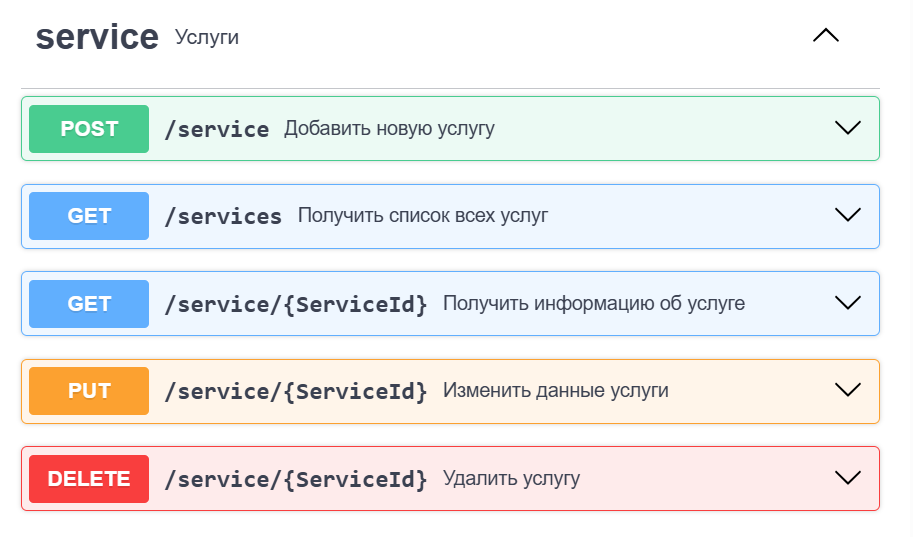 service Услуги
POST /service Добавить новую услугу
GET /services Получить список всех услуг
GET /service/{ServiceId} Получить информацию об услуге
PUT /service/{ServiceId} Изменить данные услуги
DELETE /service/{ServiceId} Удалить услугу